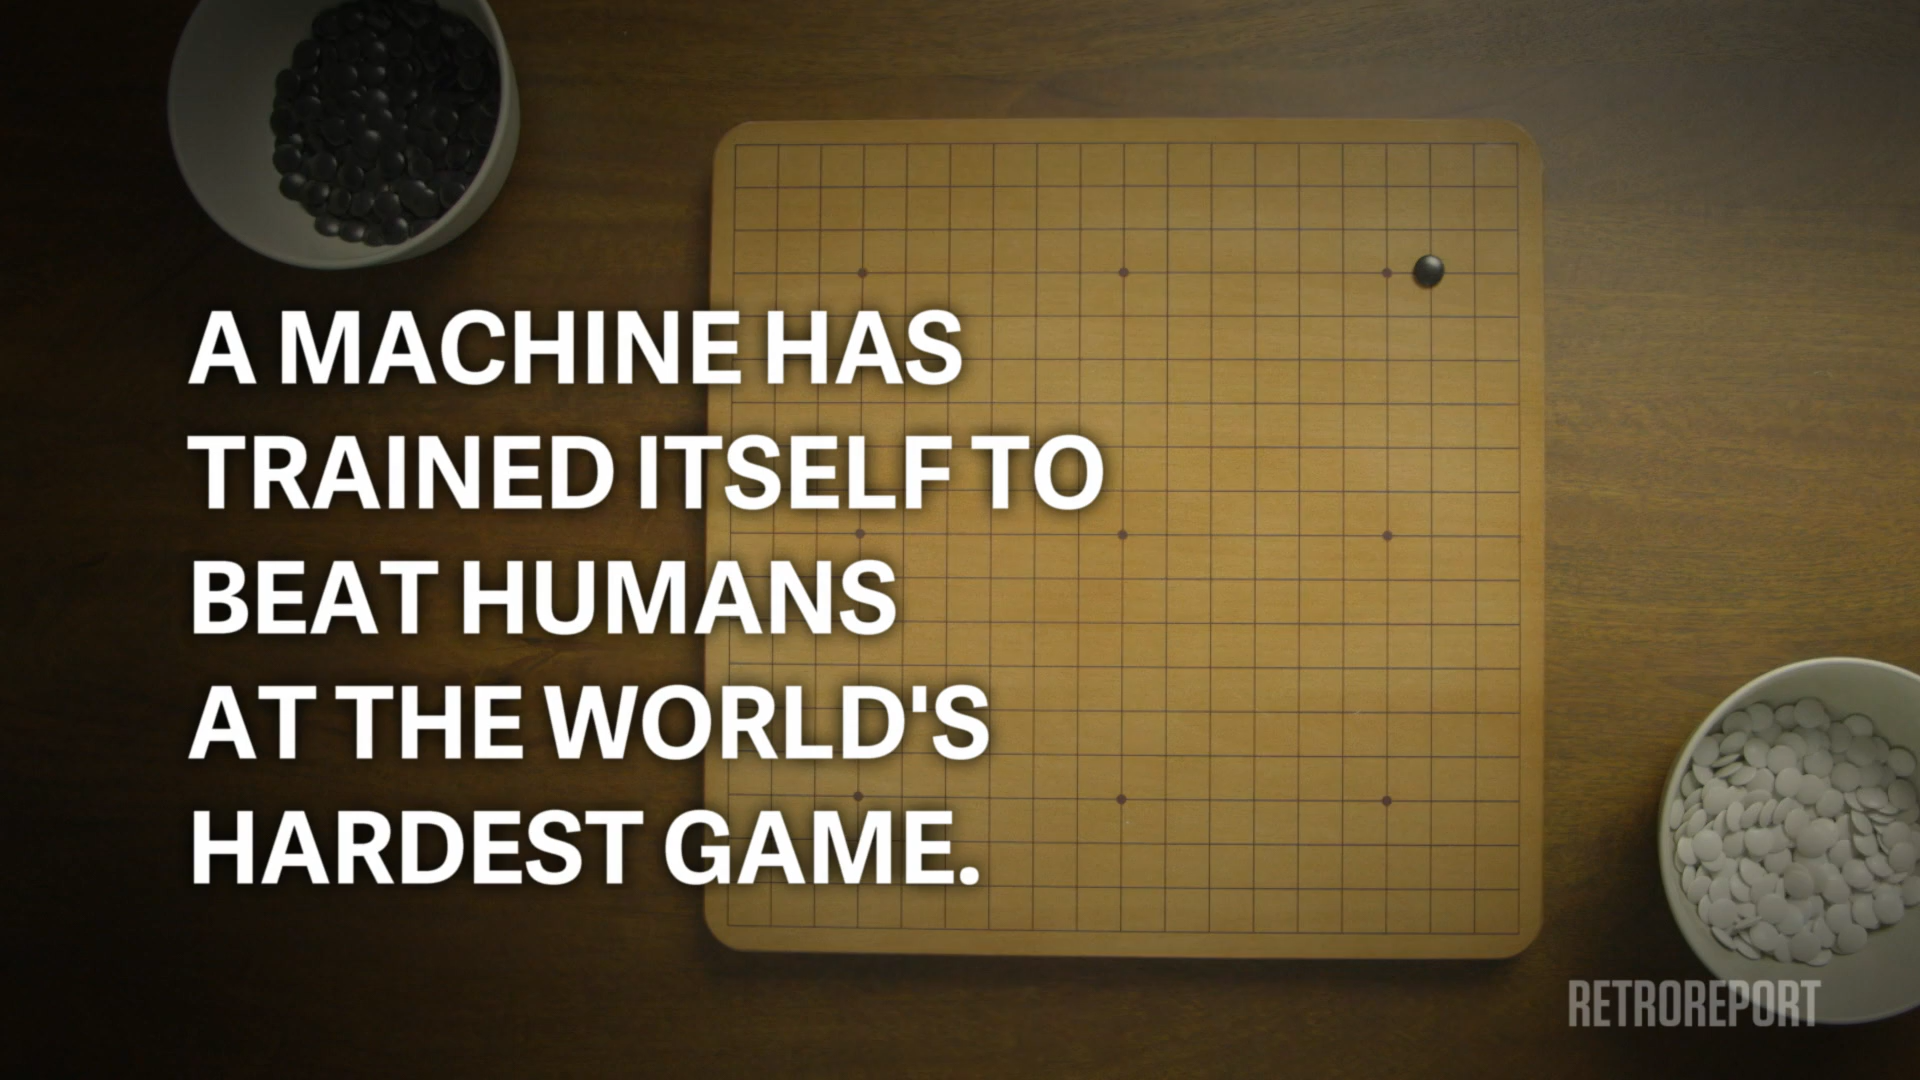 A MACHINE HAS
TRAINED ITSELF TO
BEAT HUMANS
AT THE WORLD'S
HARDEST GAME.
RETROREPORT